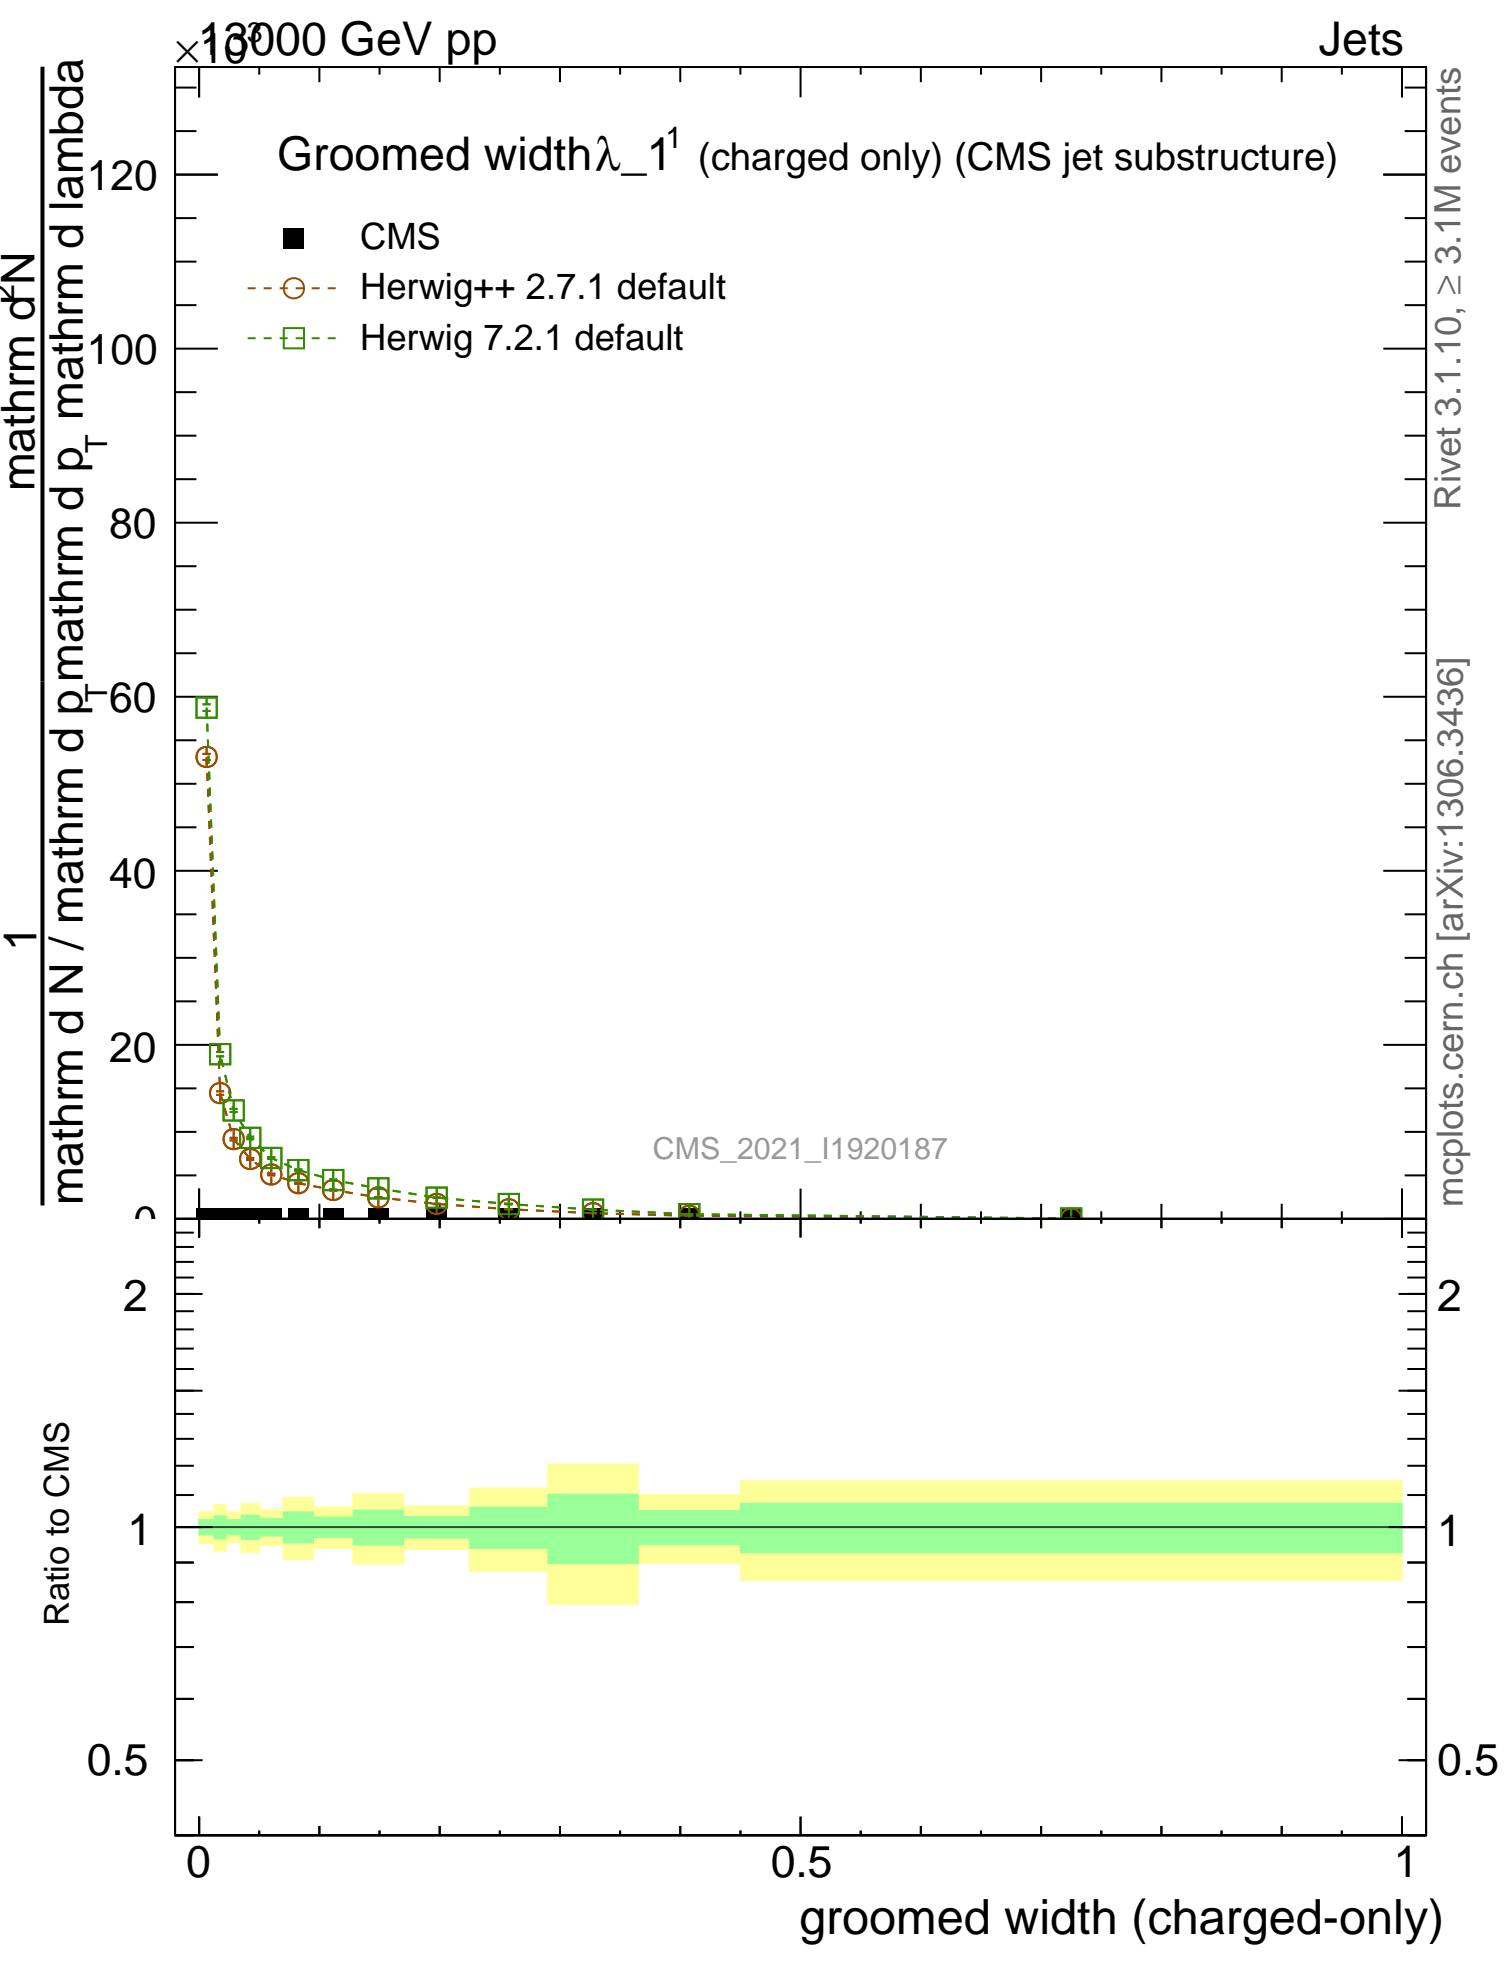 ×10³
13000 GeV pp
Jets
Groomed width λ_1¹ (charged only) (CMS jet substructure)
CMS
Herwig++ 2.7.1 default
Herwig 7.2.1 default
120
100
80
60
40
20
0
1
mathrm d N / mathrm d p_T
mathrm d²N
mathrm d p_T mathrm d lambda
CMS_2021_I1920187
Rivet 3.1.10, ≥ 3.1M events
mcplots.cern.ch [arXiv:1306.3436]
Ratio to CMS
2
1
0.5
2
1
0.5
0
0.5
1
groomed width (charged-only)